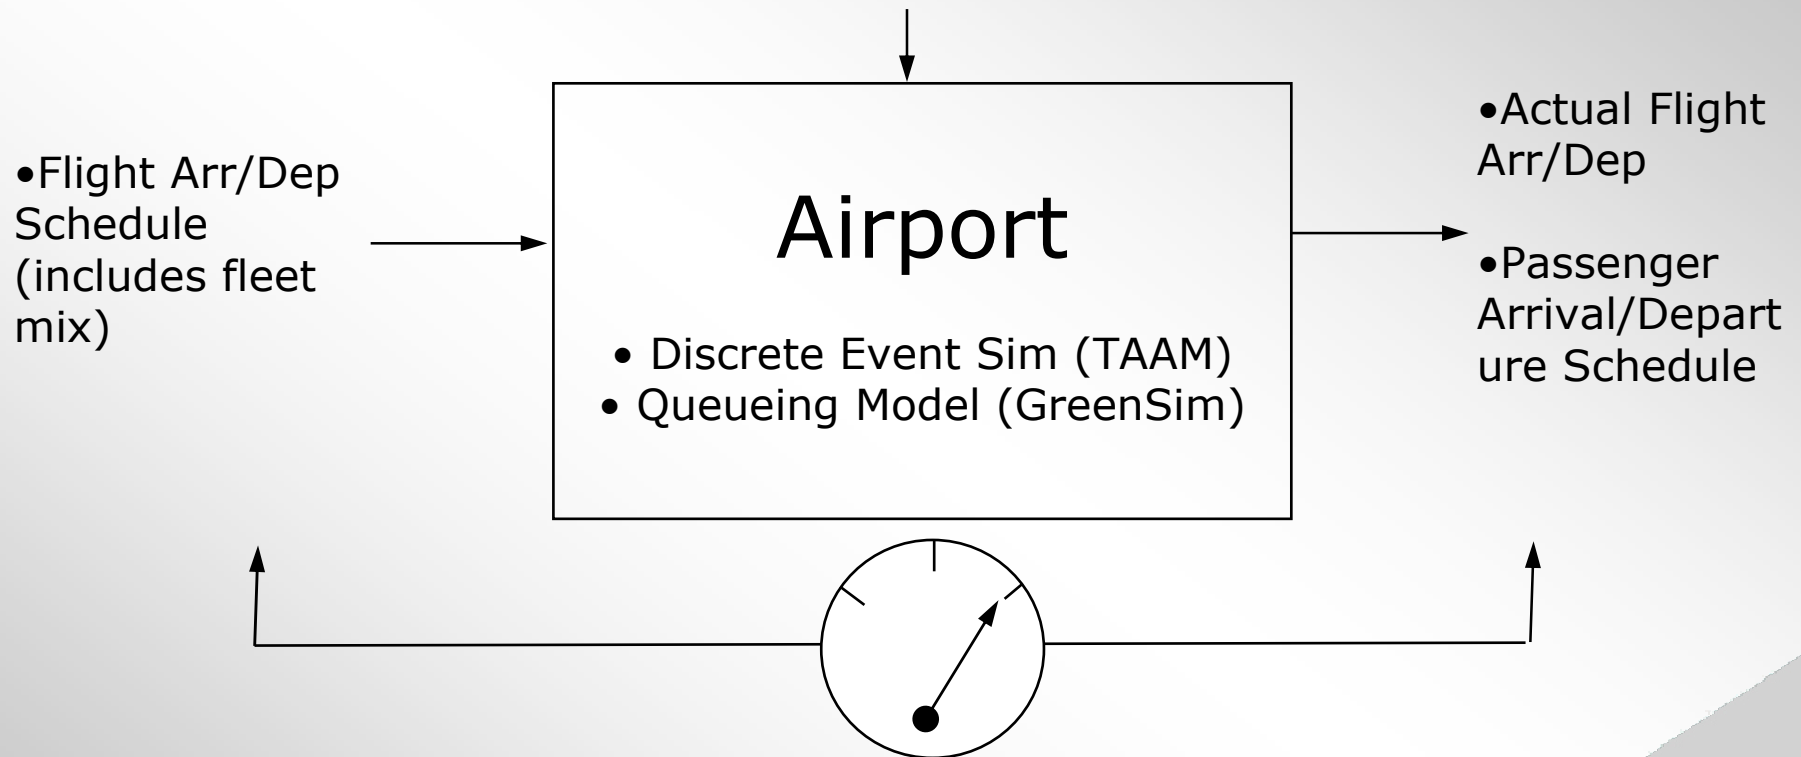 •Flight Arr/Dep
Schedule
(includes fleet
mix)
Airport
• Discrete Event Sim (TAAM)
• Queueing Model (GreenSim)
•Actual Flight
Arr/Dep
•Passenger
Arrival/Depart
ure Schedule